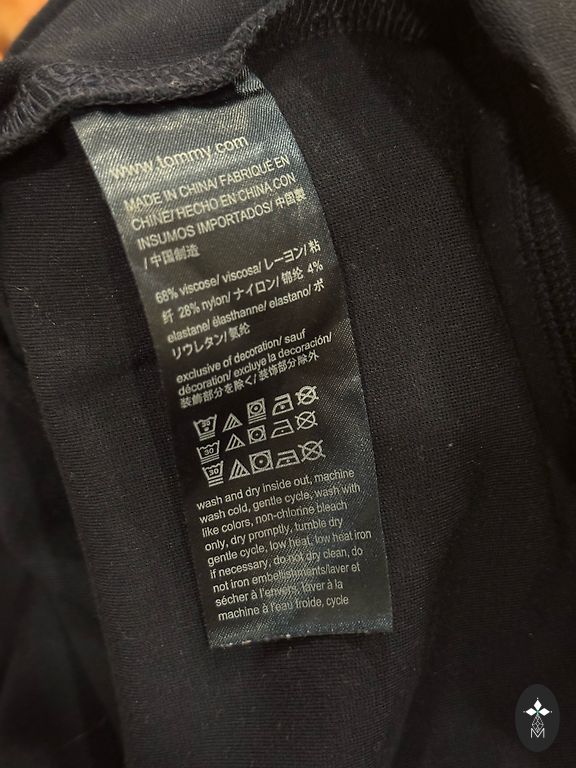 www.tommy.com
MADE IN CHINA/ FABRIQUÉ EN
CHINE/HECHO EN CHINA CON
INSUMOS IMPORTADOS/ 中国製
/中国制造
68% viscose/ viscosa/ レーヨン/ 粘
纤 28% nylon/ ナイロン/ 锦纶 4%
elastane/ élasthanne/ elastano/ ポ
リウレタン/ 氨纶
exclusive of decoration/ sauf
décoration/ excluye la decoración/
装飾部分を除く/ 装饰部分除外
30
30
30
wash and dry inside out, machine
wash cold, gentle cycle, wash with
like colors, non-chlorine bleach
only, dry promptly, tumble dry
gentle cycle, low heat, low heat iron
if necessary, do not dry clean, do
not iron embellishments/laver et
sécher à l'envers, laver à la
machine à l'eau froide, cycle
M